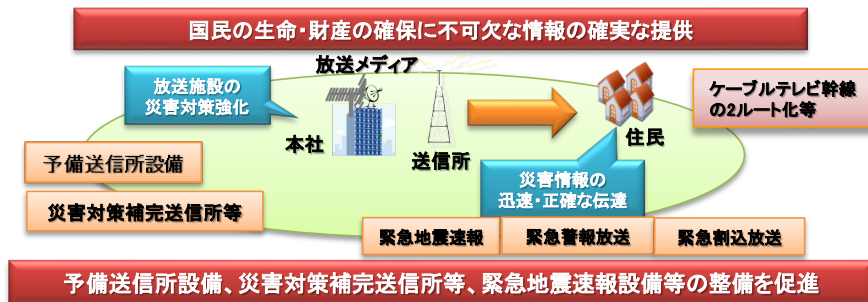 国民の生命・財産の確保に不可欠な情報の確実な提供
放送メディア
放送施設の
災害対策強化
ケーブルテレビ幹線
の2ルート化等
本社
送信所
住民
予備送信所設備
災害情報の
迅速・正確な伝達
災害対策補完送信所等
緊急地震速報
緊急警報放送
緊急割込放送
予備送信所設備、災害対策補完送信所等、緊急地震速報設備等の整備を促進